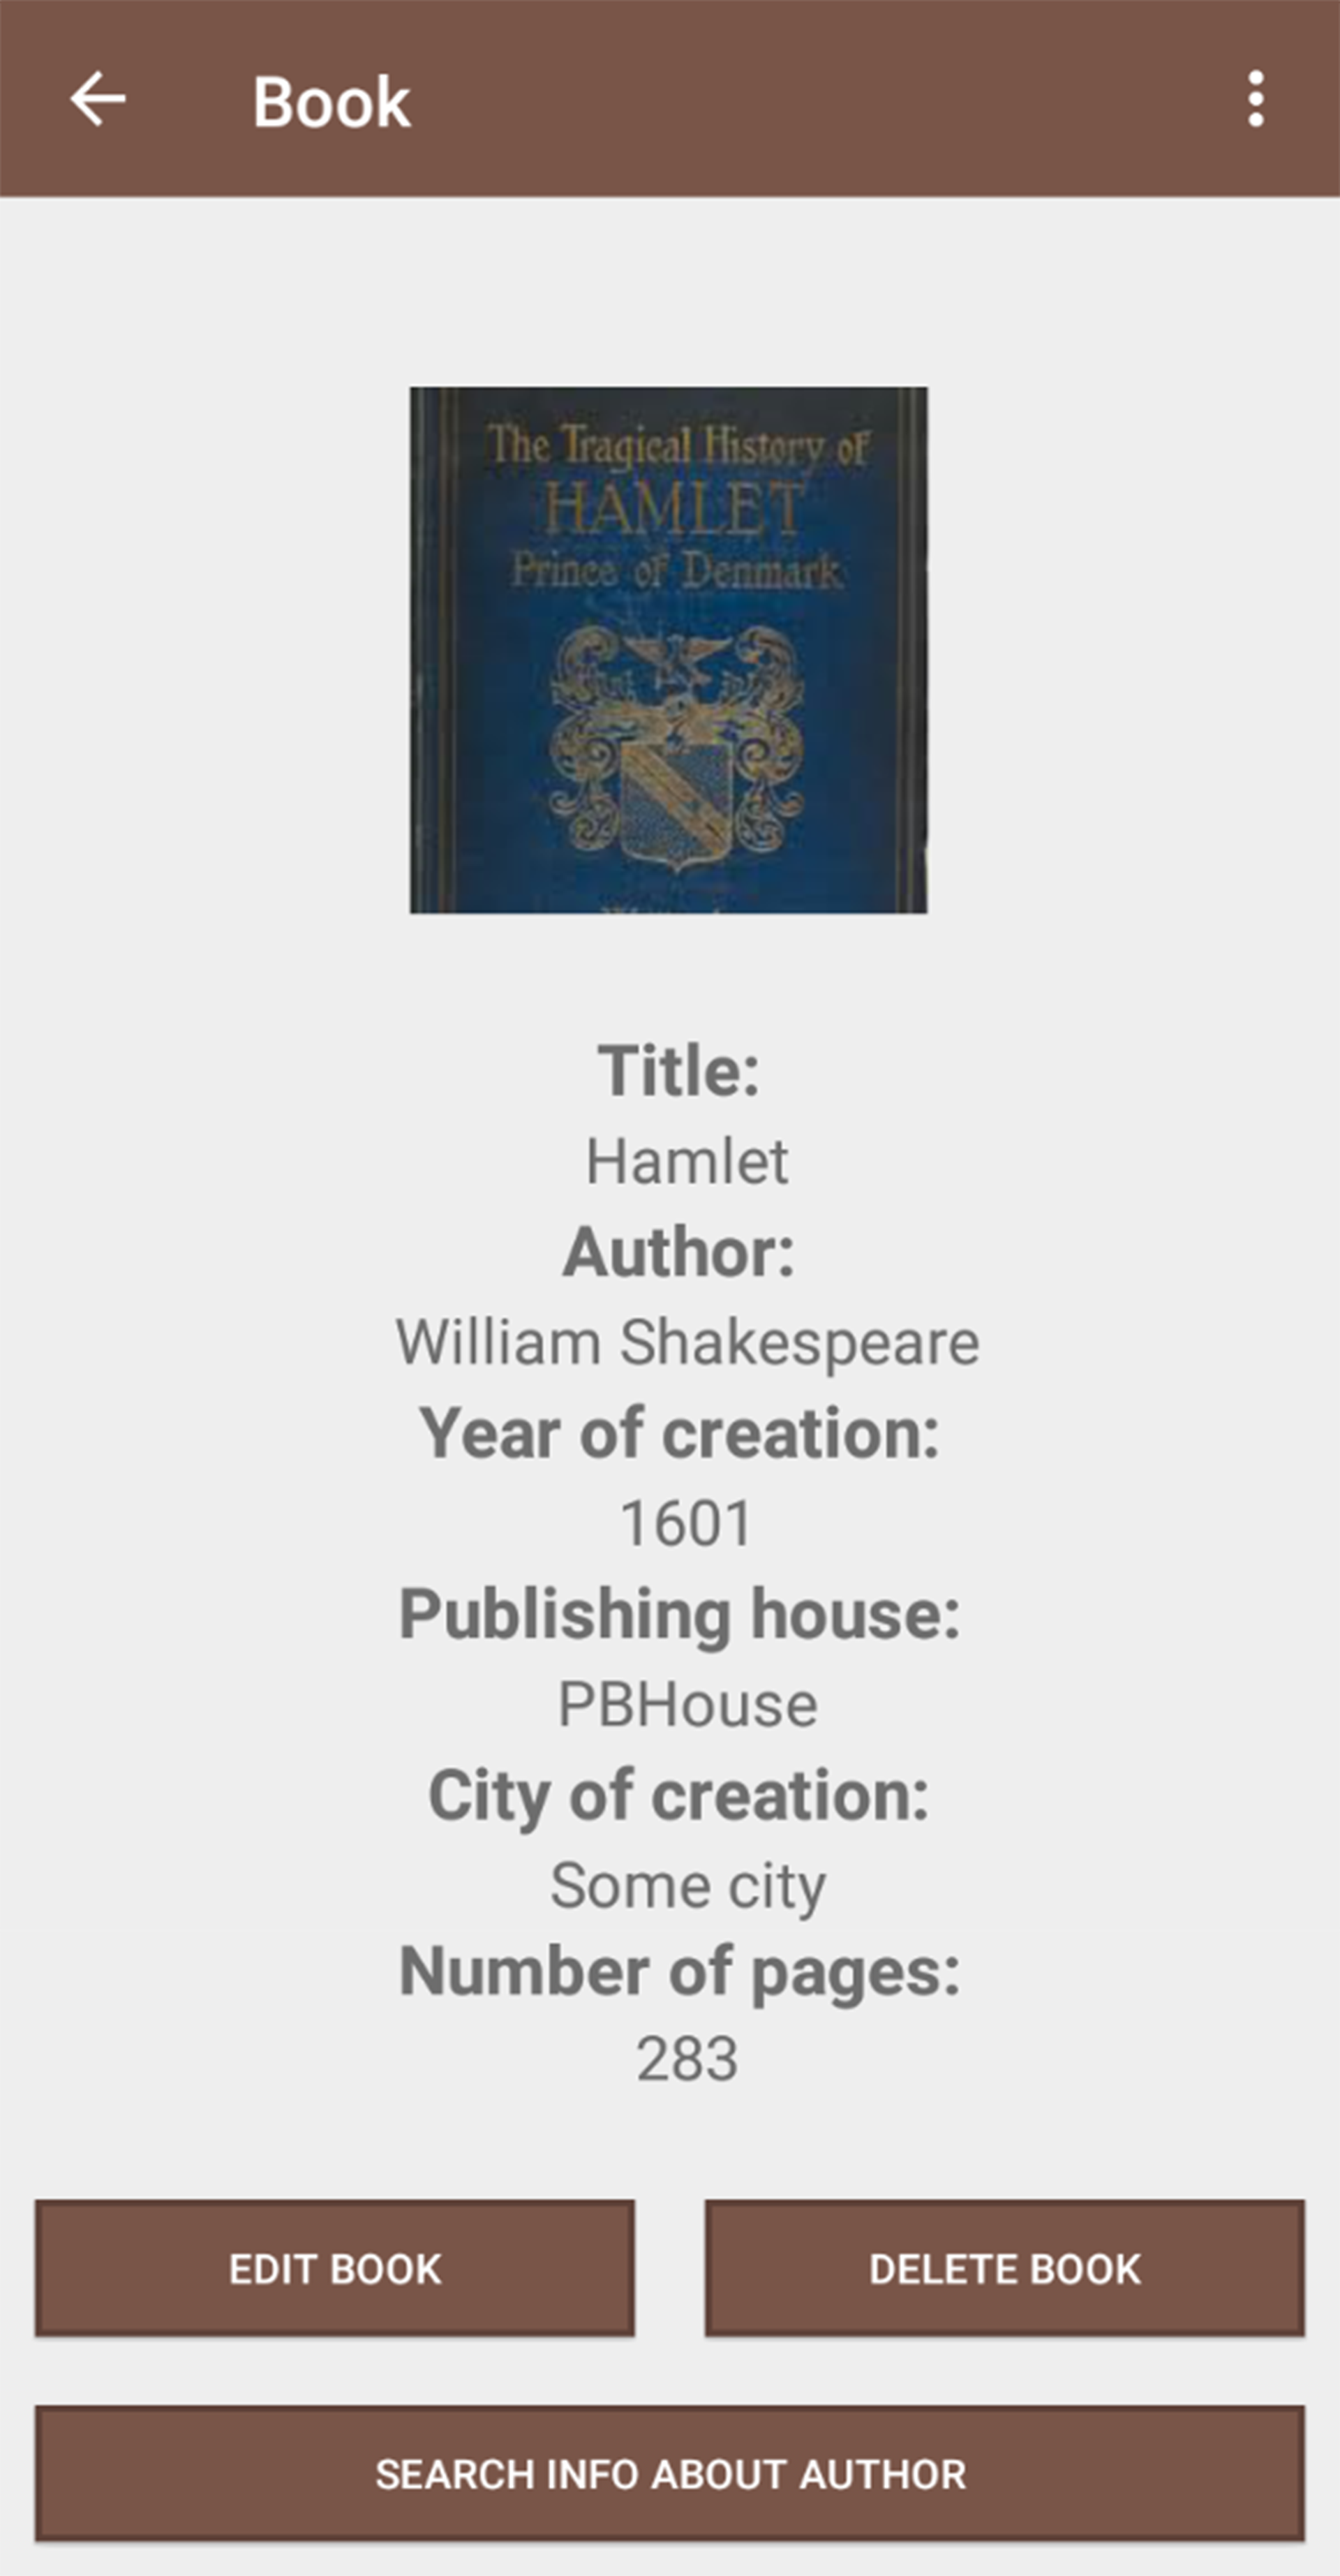 Book
The Tragical History of
HAMLET
Prince of Denmark
Title:
Hamlet
Author:
William Shakespeare
Year of creation:
1601
Publishing house:
PBHouse
City of creation:
Some city
Number of pages:
283
EDIT BOOK
DELETE BOOK
SEARCH INFO ABOUT AUTHOR